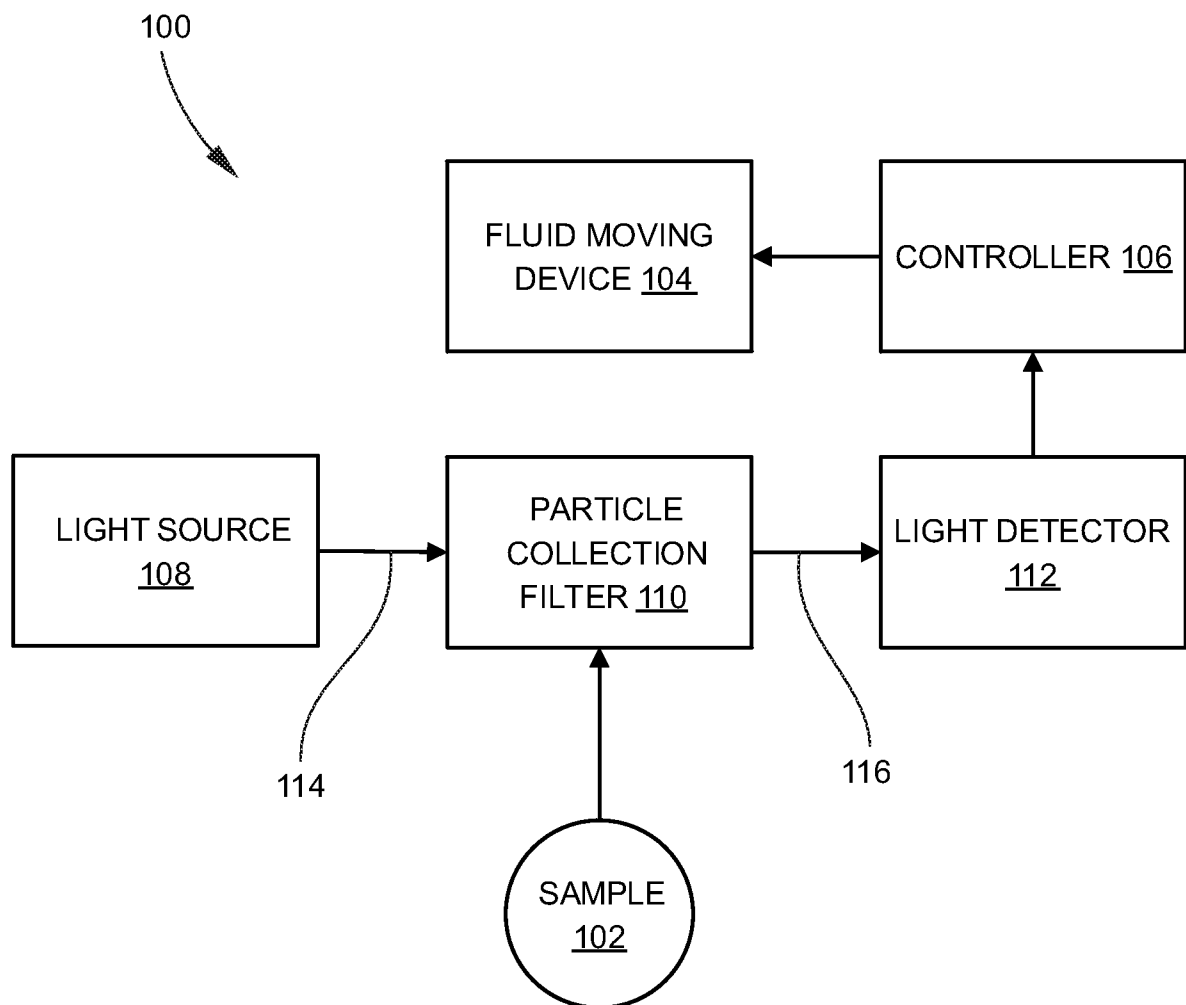 100
FLUID MOVING
DEVICE 104
CONTROLLER 106
LIGHT SOURCE
108
PARTICLE
COLLECTION
FILTER 110
LIGHT DETECTOR
112
114
116
SAMPLE
102